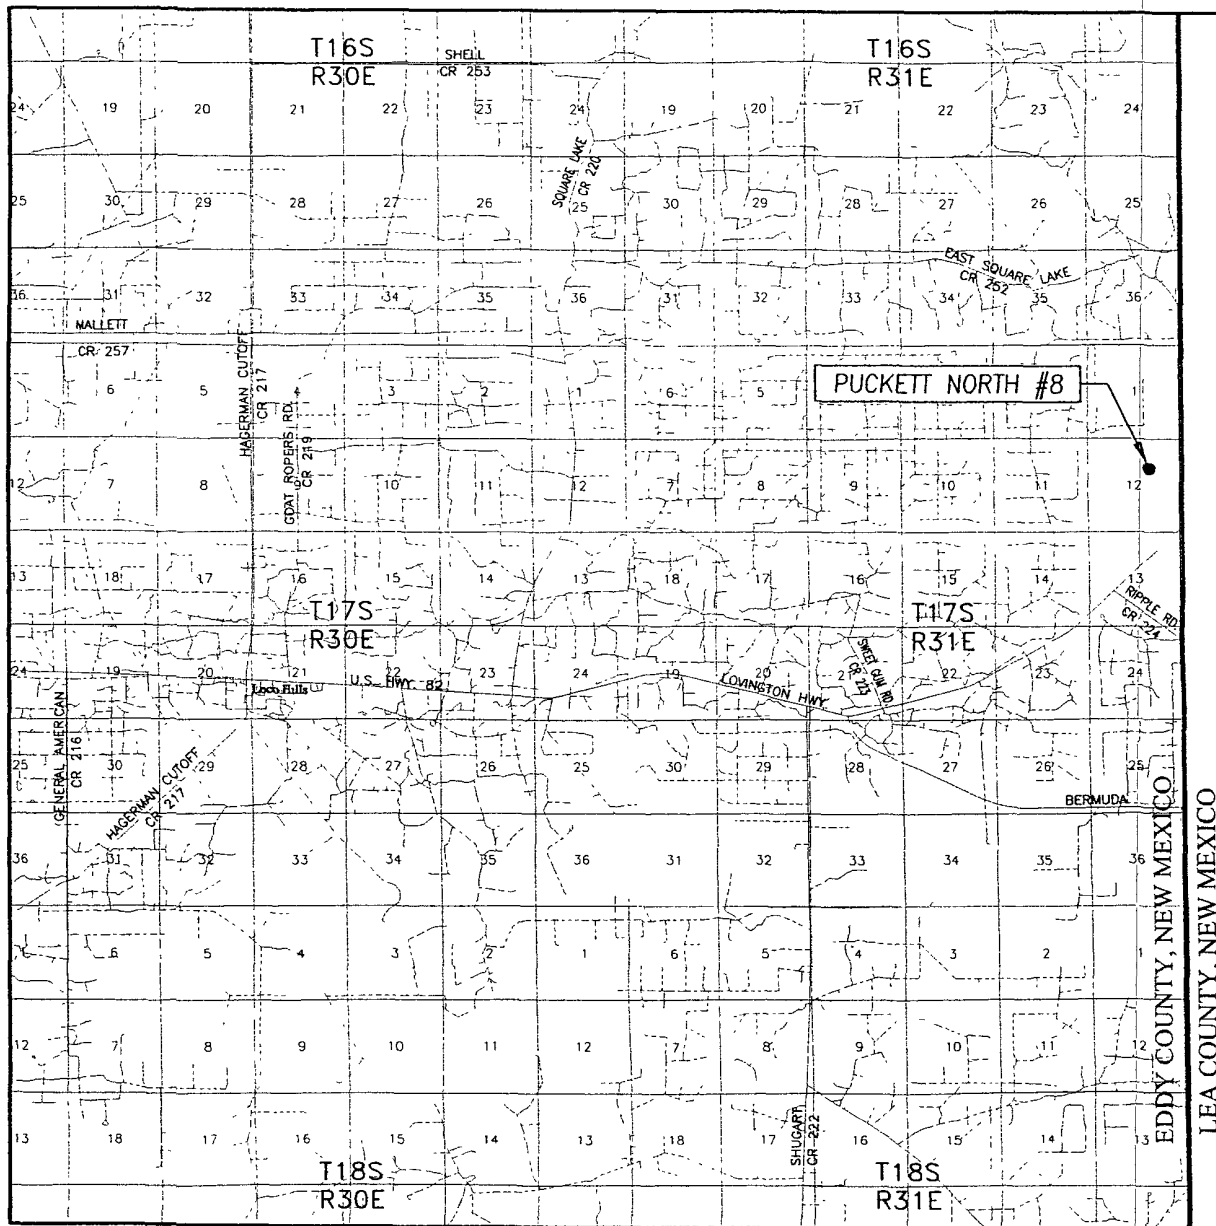 T16S
R30E
SHELL
CR 253
T16S
R31E
24 19 20 21 22 23 24 19 20 21 22 23 24
SQUARE LAKE
CR 220
25 30 29 28 27 26 25 30 29 28 27 26 25
EAST SQUARE LAKE
CR 252
36 31 32 33 34 35 36 31 32 33 34 35 36
MALLETT
CR 257
HAGERMAN CUTOFF
CR 217
6 5 4 3 2 1 6 5 1
PUCKETT NORTH #8
GOAT ROPERS RD.
CR 219
12 7 8 9 10 11 12 7 8 9 10 11 12
13 18 17 16 15 14 13 18 17 16 15 14 13
RIPPLE RD.
CR 224
T17S
R30E
T17S
R31E
24 19 20 21 22 23 24 19 20 21 22 23 24
SWEET GUM RD.
CR 223
Loco Hills
U.S. HWY. 82
LOVINGTON HWY.
GENERAL AMERICAN
CR 216
25 30 29 28 27 26 25 30 29 28 27 26 25
HAGERMAN CUTOFF
CR 217
BERMUDA
36 31 32 33 34 35 36 31 32 33 34 35 36
6 5 4 3 2 1 6 5 4 3 2 1
12 7 8 9 10 11 12 7 8 9 10 11 12
SHUGART
CR 222
13 18 17 16 15 14 13 18 17 16 15 14 13
T18S
R30E
T18S
R31E
EDDY COUNTY, NEW MEXICO
LEA COUNTY, NEW MEXICO